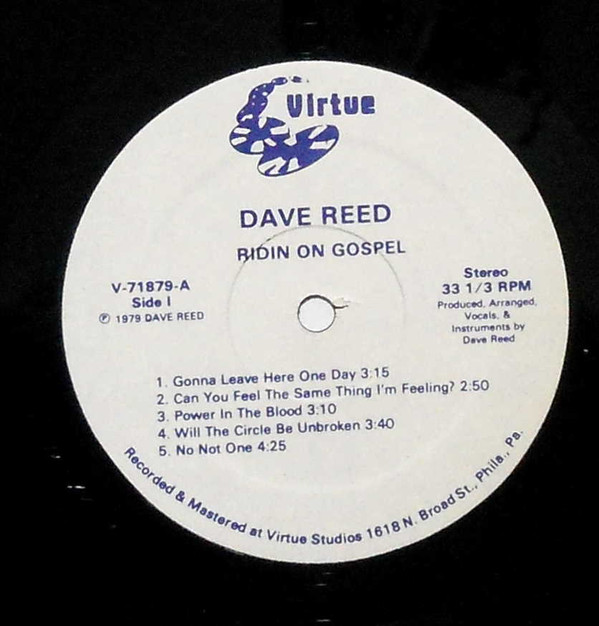 Virtue
DAVE REED
RIDIN ON GOSPEL
V-71879-A
Side I
Ⓟ 1979 DAVE REED
Stereo
33 1/3 RPM
Produced, Arranged,
Vocals, &
Instruments by
Dave Reed
1. Gonna Leave Here One Day 3:15
2. Can You Feel The Same Thing I'm Feeling? 2:50
3. Power In The Blood 3:10
4. Will The Circle Be Unbroken 3:40
5. No Not One 4:25
Recorded & Mastered at Virtue Studios 1618 N. Broad St., Phila., Pa.